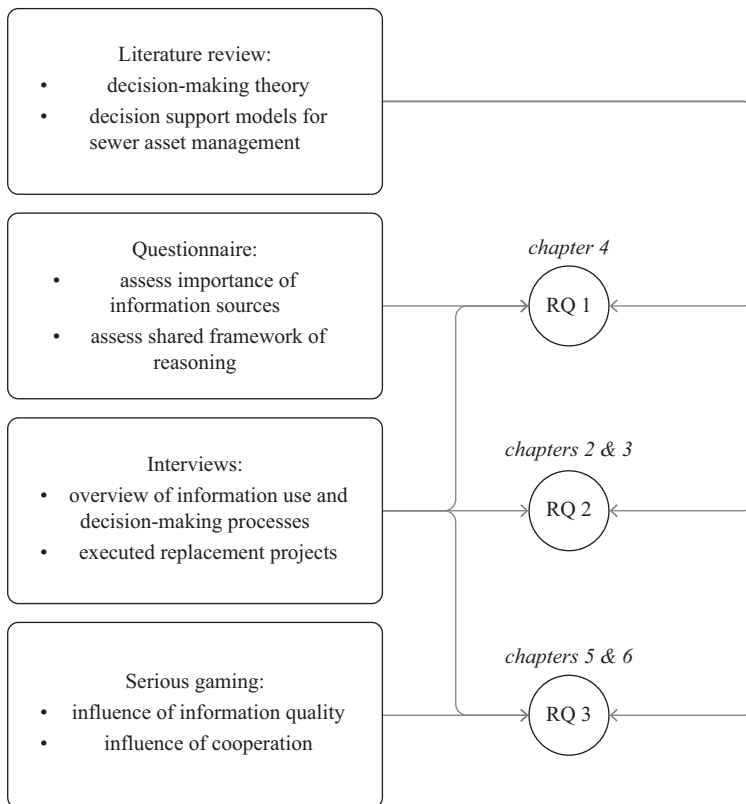 Literature review:
• decision-making theory
• decision support models for
sewer asset management
Questionnaire:
• assess importance of
information sources
• assess shared framework of
reasoning
chapter 4
RQ 1
Interviews:
• overview of information use and
decision-making processes
• executed replacement projects
chapters 2 & 3
RQ 2
Serious gaming:
• influence of information quality
• influence of cooperation
chapters 5 & 6
RQ 3